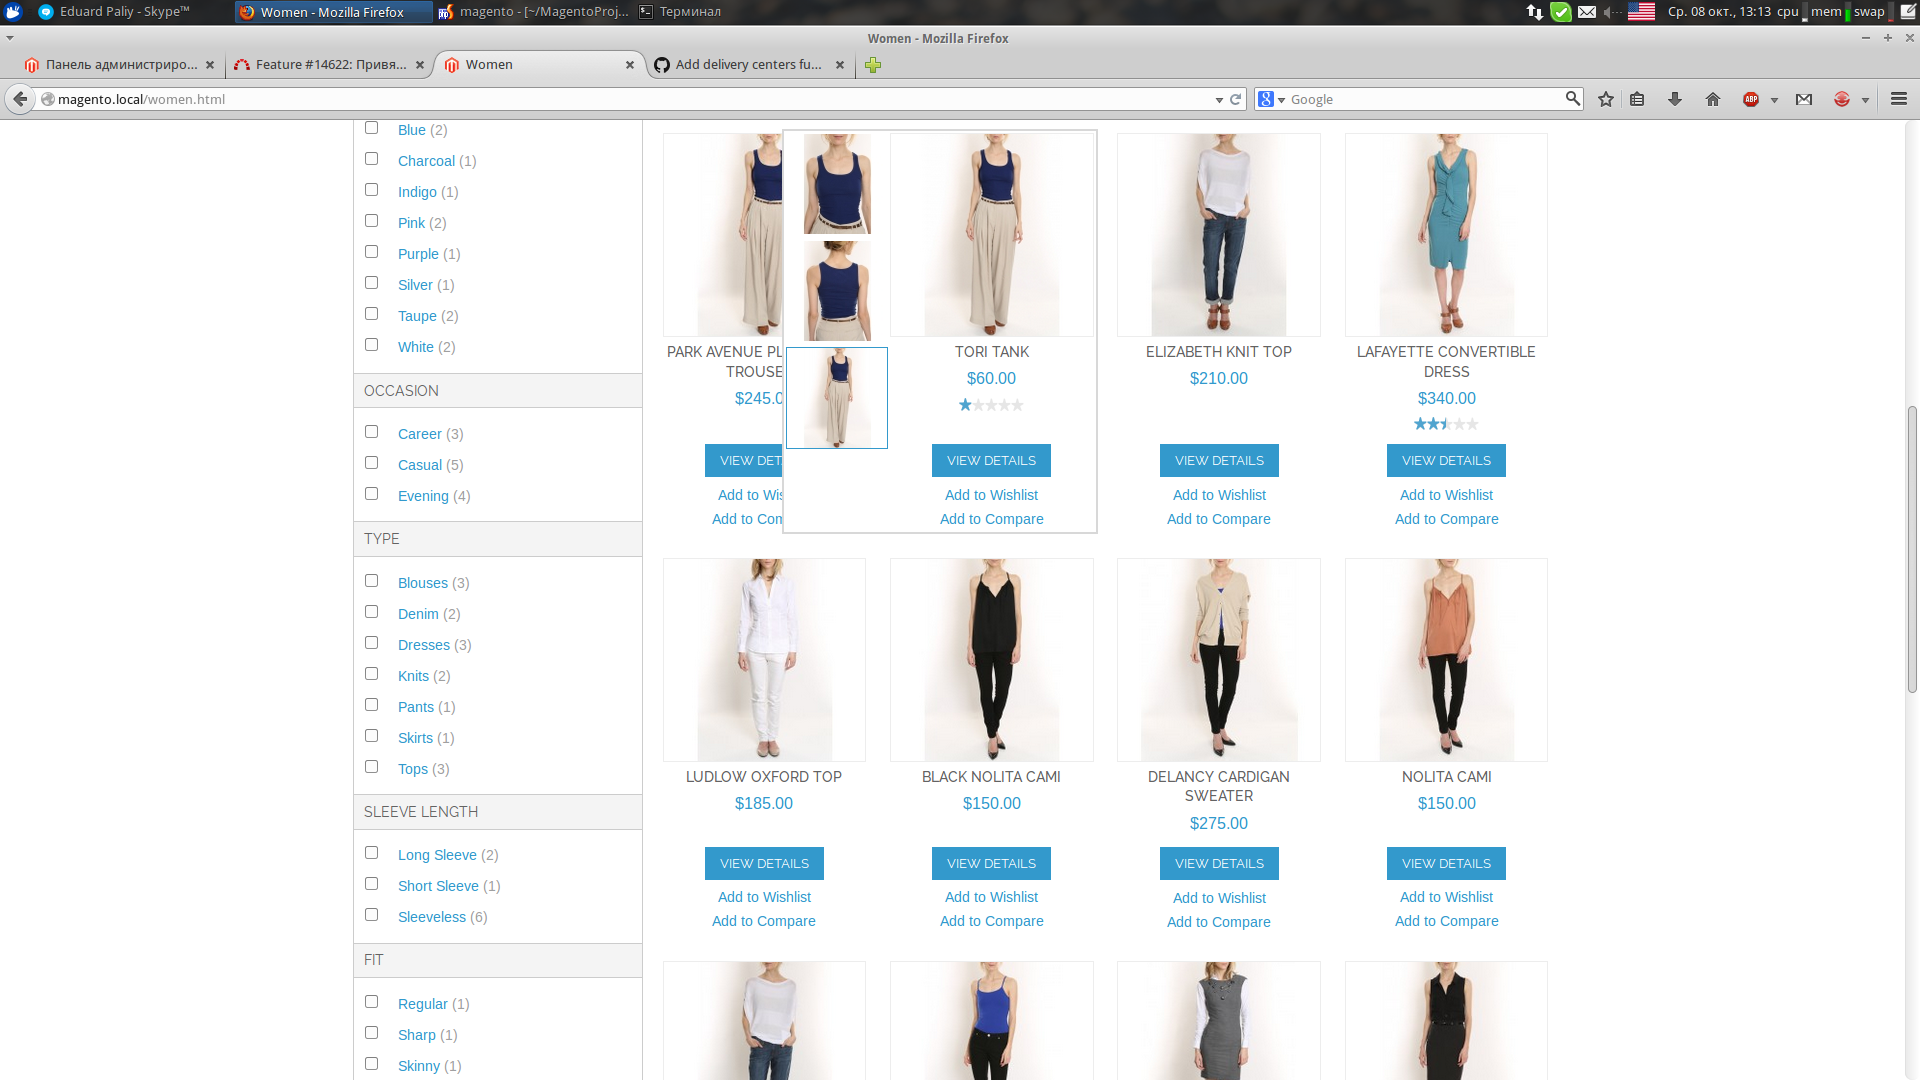 Eduard Paliy - Skype™
Women - Mozilla Firefox
magento - [~/MagentoProj...
Терминал
Ср. 08 окт., 13:13 cpu mem swap
Women - Mozilla Firefox
Панель администриро...
Feature #14622: Привя...
Women
Add delivery centers fu...
magento.local/women.html
Google
ABP
Blue (2)
Charcoal (1)
Indigo (1)
Pink (2)
Purple (1)
Silver (1)
Taupe (2)
White (2)
OCCASION
Career (3)
Casual (5)
Evening (4)
TYPE
Blouses (3)
Denim (2)
Dresses (3)
Knits (2)
Pants (1)
Skirts (1)
Tops (3)
SLEEVE LENGTH
Long Sleeve (2)
Short Sleeve (1)
Sleeveless (6)
FIT
Regular (1)
Sharp (1)
Skinny (1)
PARK AVENUE
$245.0
Add to
Add to
TORI TANK
$60.00
VIEW DETAILS
Add to Wishlist
Add to Compare
ELIZABETH KNIT TOP
$210.00
VIEW DETAILS
Add to Wishlist
Add to Compare
LAFAYETTE CONVERTIBLE
DRESS
$340.00
VIEW DETAILS
Add to Wishlist
Add to Compare
LUDLOW OXFORD TOP
$185.00
VIEW DETAILS
Add to Wishlist
Add to Compare
BLACK NOLITA CAMI
$150.00
VIEW DETAILS
Add to Wishlist
Add to Compare
DELANCY CARDIGAN
SWEATER
$275.00
VIEW DETAILS
Add to Wishlist
Add to Compare
NOLITA CAMI
$150.00
VIEW DETAILS
Add to Wishlist
Add to Compare